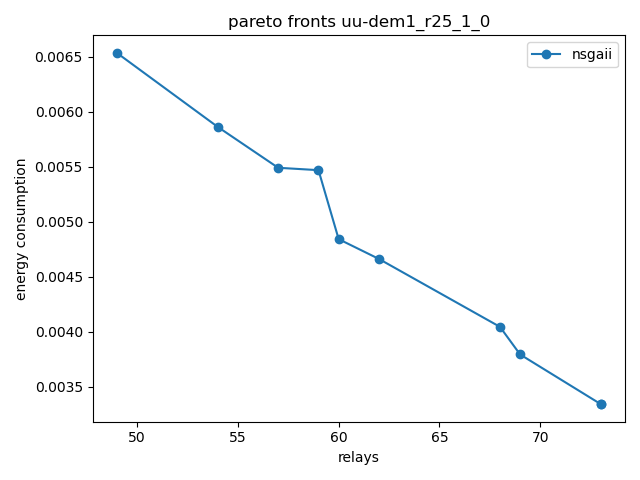 pareto fronts uu-dem1_r25_1_0
nsgaii
0.0065
0.0060
0.0055
0.0050
0.0045
0.0040
0.0035
energy consumption
50 55 60 65 70
relays